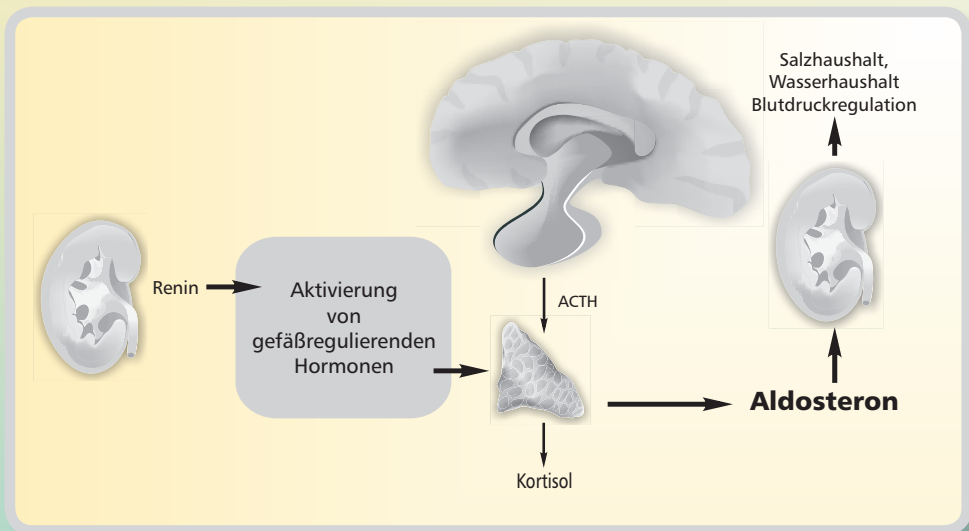 Salzhaushalt,
Wasserhaushalt
Blutdruckregulation
Renin
Aktivierung
von
gefäßregulierenden
Hormonen
ACTH
Aldosteron
Kortisol